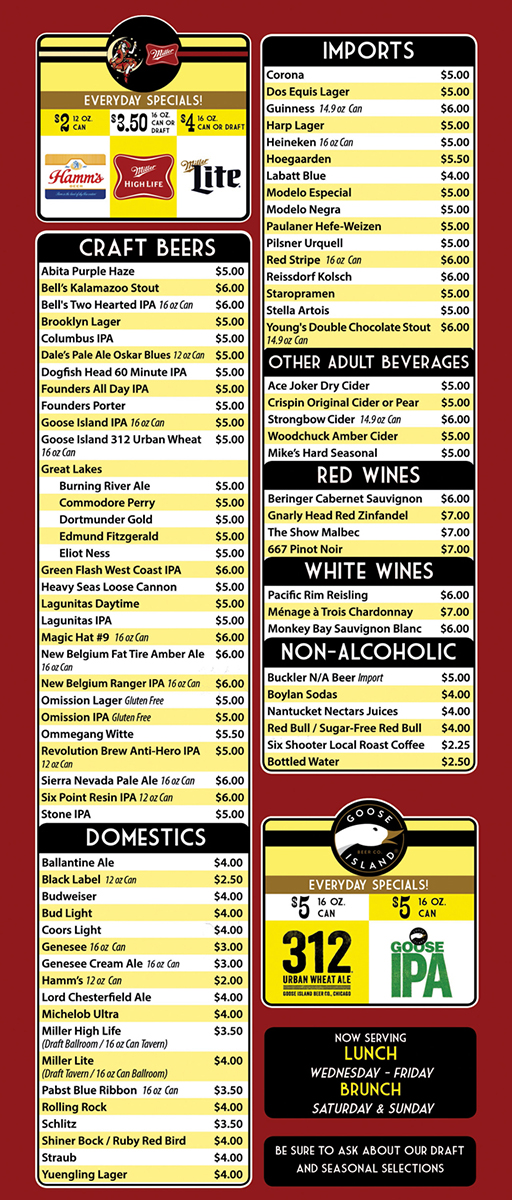 Miller
EVERYDAY SPECIALS!
$2 12 OZ. CAN
$3.50 16 OZ. CAN OR DRAFT
$4 16 OZ. CAN OR DRAFT
Hamm's
BEER
Miller
HIGH LIFE
Miller
Lite
CRAFT BEERS
Abita Purple Haze $5.00
Bell's Kalamazoo Stout $6.00
Bell's Two Hearted IPA 16 oz Can $6.00
Brooklyn Lager $5.00
Columbus IPA $5.00
Dale's Pale Ale Oskar Blues 12 oz Can $5.00
Dogfish Head 60 Minute IPA $5.00
Founders All Day IPA $5.00
Founders Porter $5.00
Goose Island IPA 16 oz Can $5.00
Goose Island 312 Urban Wheat $5.00
16 oz Can
Great Lakes
Burning River Ale $5.00
Commodore Perry $5.00
Dortmunder Gold $5.00
Edmund Fitzgerald $5.00
Eliot Ness $5.00
Green Flash West Coast IPA $6.00
Heavy Seas Loose Cannon $5.00
Lagunitas Daytime $5.00
Lagunitas IPA $5.00
Magic Hat #9 16 oz Can $6.00
New Belgium Fat Tire Amber Ale $6.00
16 oz Can
New Belgium Ranger IPA 16 oz Can $6.00
Omission Lager Gluten Free $5.00
Omission IPA Gluten Free $5.00
Ommegang Witte $5.50
Revolution Brew Anti-Hero IPA $5.00
12 oz Can
Sierra Nevada Pale Ale 16 oz Can $6.00
Six Point Resin IPA 12 oz Can $6.00
Stone IPA $5.00
DOMESTICS
Ballantine Ale $4.00
Black Label 12 oz Can $2.50
Budweiser $4.00
Bud Light $4.00
Coors Light $4.00
Genesee 16 oz Can $3.00
Genesee Cream Ale 16 oz Can $3.00
Hamm's 12 oz Can $2.00
Lord Chesterfield Ale $4.00
Michelob Ultra $4.00
Miller High Life $3.50
(Draft Ballroom / 16 oz Can Tavern)
Miller Lite $4.00
(Draft Tavern / 16 oz Can Ballroom)
Pabst Blue Ribbon 16 oz Can $3.50
Rolling Rock $4.00
Schlitz $3.50
Shiner Bock / Ruby Red Bird $4.00
Straub $4.00
Yuengling Lager $4.00
IMPORTS
Corona $5.00
Dos Equis Lager $5.00
Guinness 14.9 oz Can $6.00
Harp Lager $5.00
Heineken 16 oz Can $5.00
Hoegaarden $5.50
Labatt Blue $4.00
Modelo Especial $5.00
Modelo Negra $5.00
Paulaner Hefe-Weizen $5.00
Pilsner Urquell $5.00
Red Stripe 16 oz Can $6.00
Reissdorf Kolsch $6.00
Staropramen $5.00
Stella Artois $5.00
Young's Double Chocolate Stout $6.00
14.9 oz Can
OTHER ADULT BEVERAGES
Ace Joker Dry Cider $5.00
Crispin Original Cider or Pear $5.00
Strongbow Cider 14.9 oz Can $6.00
Woodchuck Amber Cider $5.00
Mike's Hard Seasonal $5.00
RED WINES
Beringer Cabernet Sauvignon $6.00
Gnarly Head Red Zinfandel $7.00
The Show Malbec $7.00
667 Pinot Noir $7.00
WHITE WINES
Pacific Rim Reisling $6.00
Ménage à Trois Chardonnay $7.00
Monkey Bay Sauvignon Blanc $6.00
NON-ALCOHOLIC
Buckler N/A Beer Import $5.00
Boylan Sodas $4.00
Nantucket Nectars Juices $4.00
Red Bull / Sugar-Free Red Bull $4.00
Six Shooter Local Roast Coffee $2.25
Bottled Water $2.50
GOOSE
BEER CO.
ISLAND
EVERYDAY SPECIALS!
$5 16 OZ. CAN
$5 16 OZ. CAN
312
URBAN WHEAT ALE
GOOSE ISLAND BEER CO., CHICAGO
GOOSE
IPA
NOW SERVING
LUNCH
WEDNESDAY - FRIDAY
BRUNCH
SATURDAY & SUNDAY
BE SURE TO ASK ABOUT OUR DRAFT
AND SEASONAL SELECTIONS